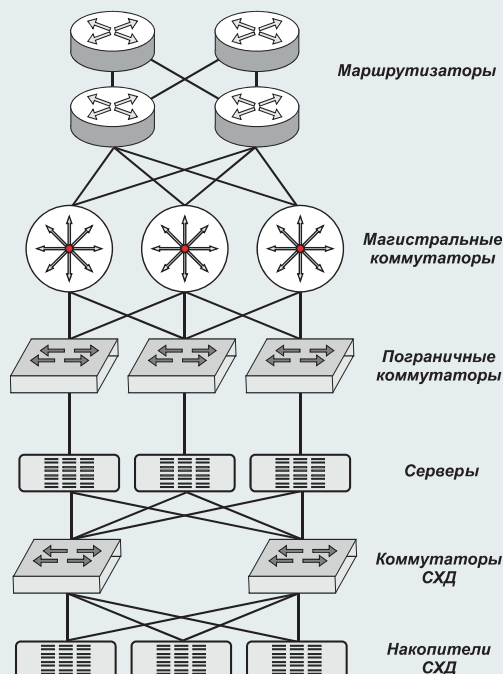 Маршрутизаторы
Магистральные
коммутаторы
Пограничные
коммутаторы
Серверы
Коммутаторы
СХД
Накопители
СХД